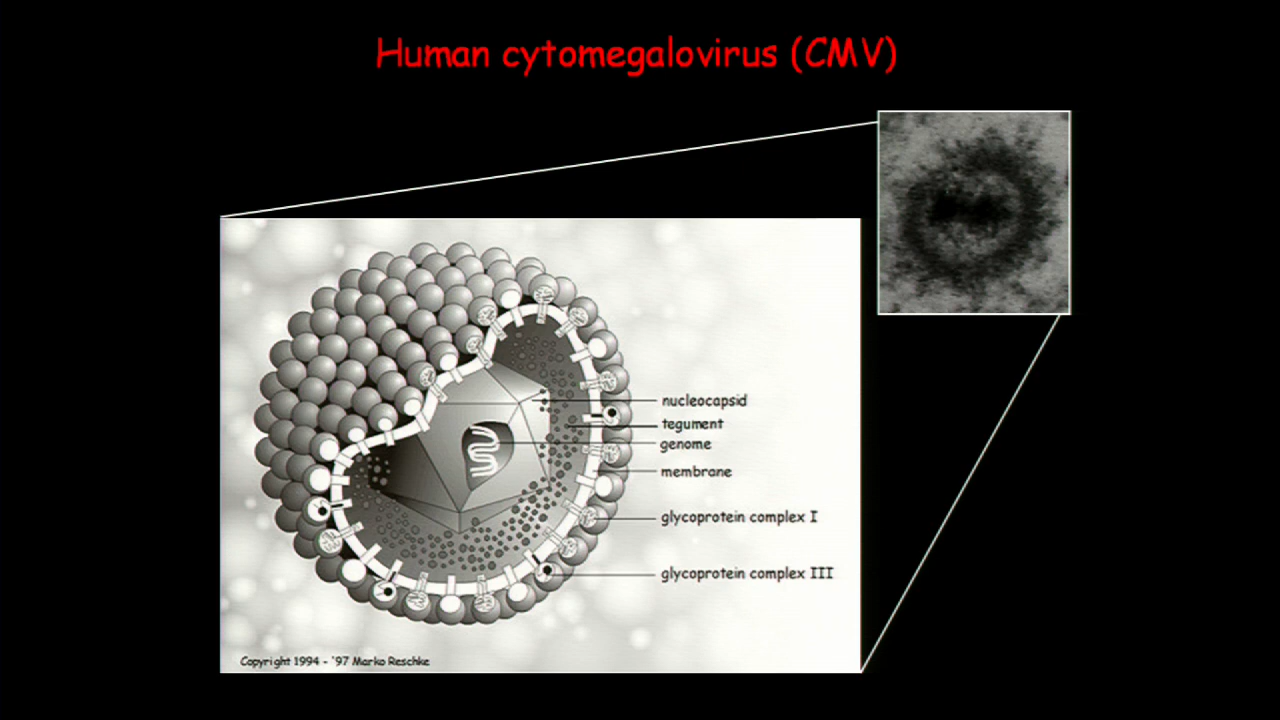 Human cytomegalovirus (CMV)
nucleocapsid
tegument
genome
membrane
glycoprotein complex I
glycoprotein complex III
Copyright 1994 - '97 Marko Reschke